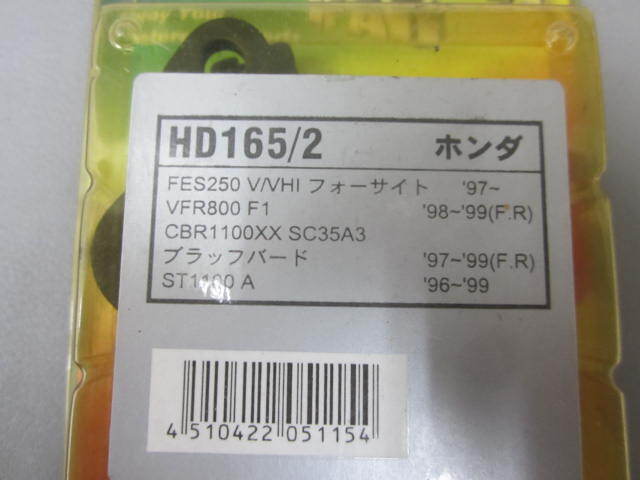 HD165/2 ホンダ
FES250 V/VHI フォーサイト '97~
VFR800 F1 '98~'99(F.R)
CBR1100XX SC35A3
ブラッフバード '97~'99(F.R)
ST1100 A '96~'99
4 510422 051154